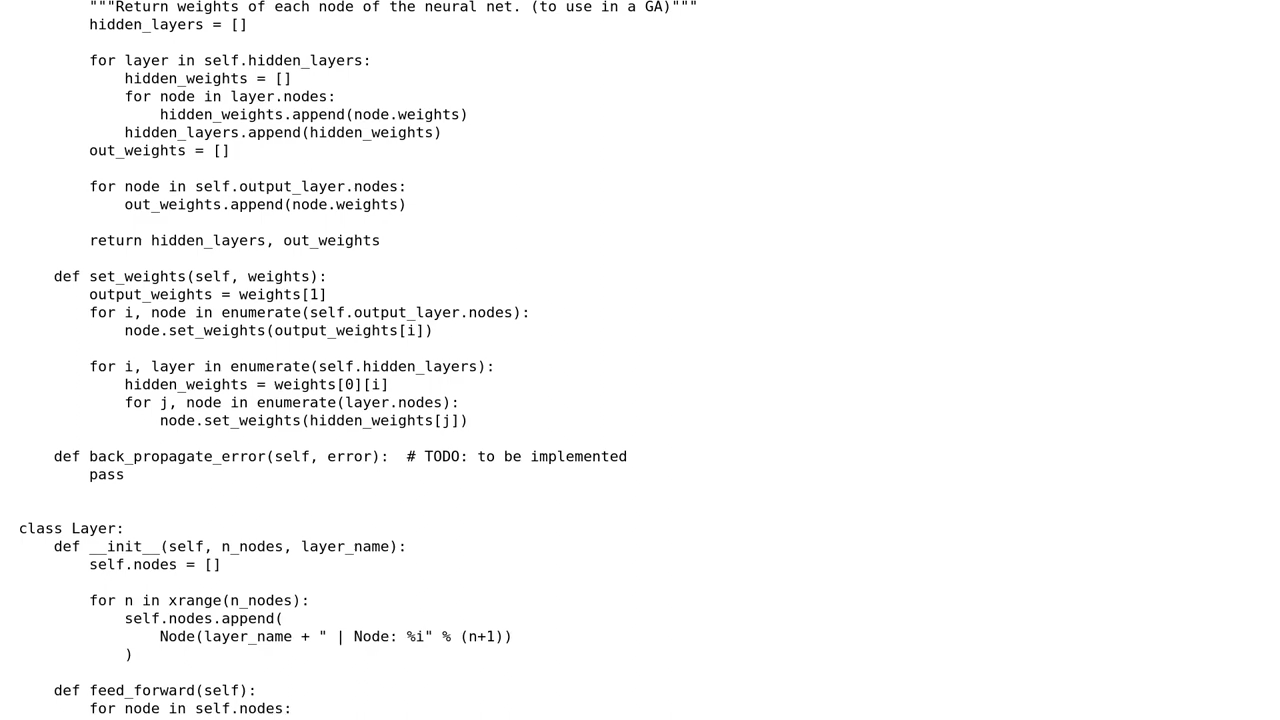 """Return weights of each node of the neural net. (to use in a GA)"""
        hidden_layers = []

        for layer in self.hidden_layers:
            hidden_weights = []
            for node in layer.nodes:
                hidden_weights.append(node.weights)
            hidden_layers.append(hidden_weights)
        out_weights = []

        for node in self.output_layer.nodes:
            out_weights.append(node.weights)

        return hidden_layers, out_weights

    def set_weights(self, weights):
        output_weights = weights[1]
        for i, node in enumerate(self.output_layer.nodes):
            node.set_weights(output_weights[i])

        for i, layer in enumerate(self.hidden_layers):
            hidden_weights = weights[0][i]
            for j, node in enumerate(layer.nodes):
                node.set_weights(hidden_weights[j])

    def back_propagate_error(self, error):  # TODO: to be implemented
        pass


class Layer:
    def __init__(self, n_nodes, layer_name):
        self.nodes = []

        for n in xrange(n_nodes):
            self.nodes.append(
                Node(layer_name + " | Node: %i" % (n+1))
            )

    def feed_forward(self):
        for node in self.nodes: